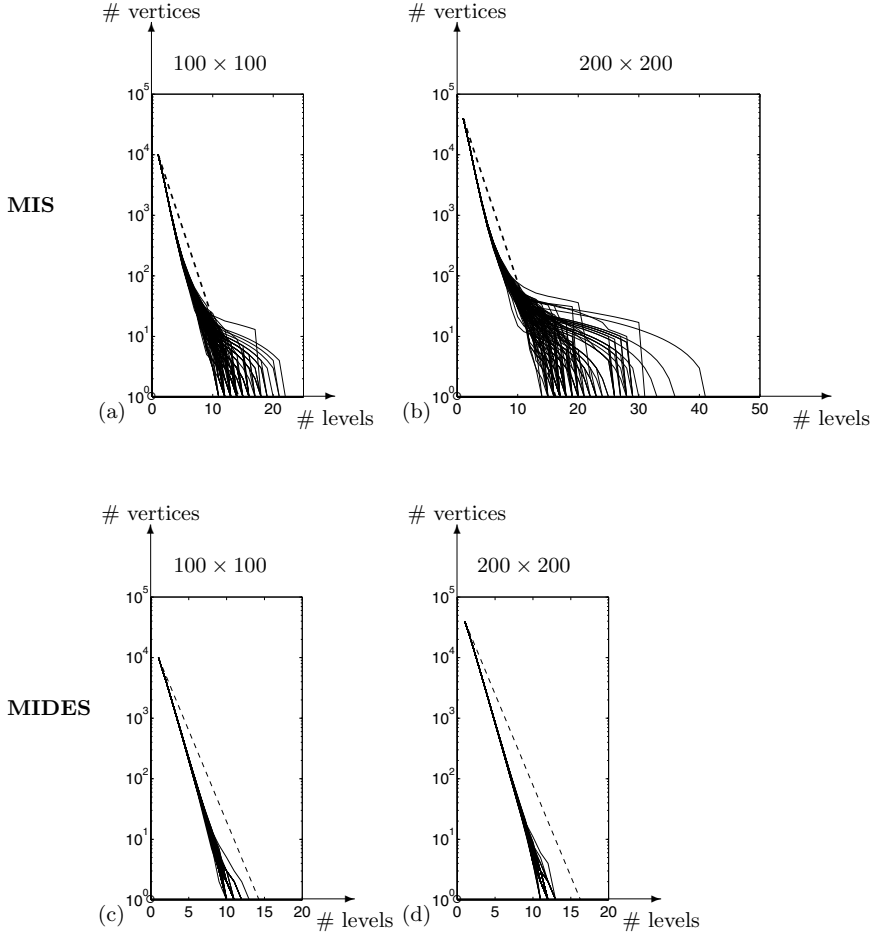 # vertices # vertices
100 × 100 200 × 200
10^5 10^5
10^4 10^4
10^3 10^3
MIS
10^2 10^2
10^1 10^1
10^0 10^0
(a) 0 10 20 # levels (b) 0 10 20 30 40 50 # levels
# vertices # vertices
100 × 100 200 × 200
10^5 10^5
10^4 10^4
10^3 10^3
MIDES
10^2 10^2
10^1 10^1
10^0 10^0
(c) 0 5 10 15 20 # levels (d) 0 5 10 15 20 # levels